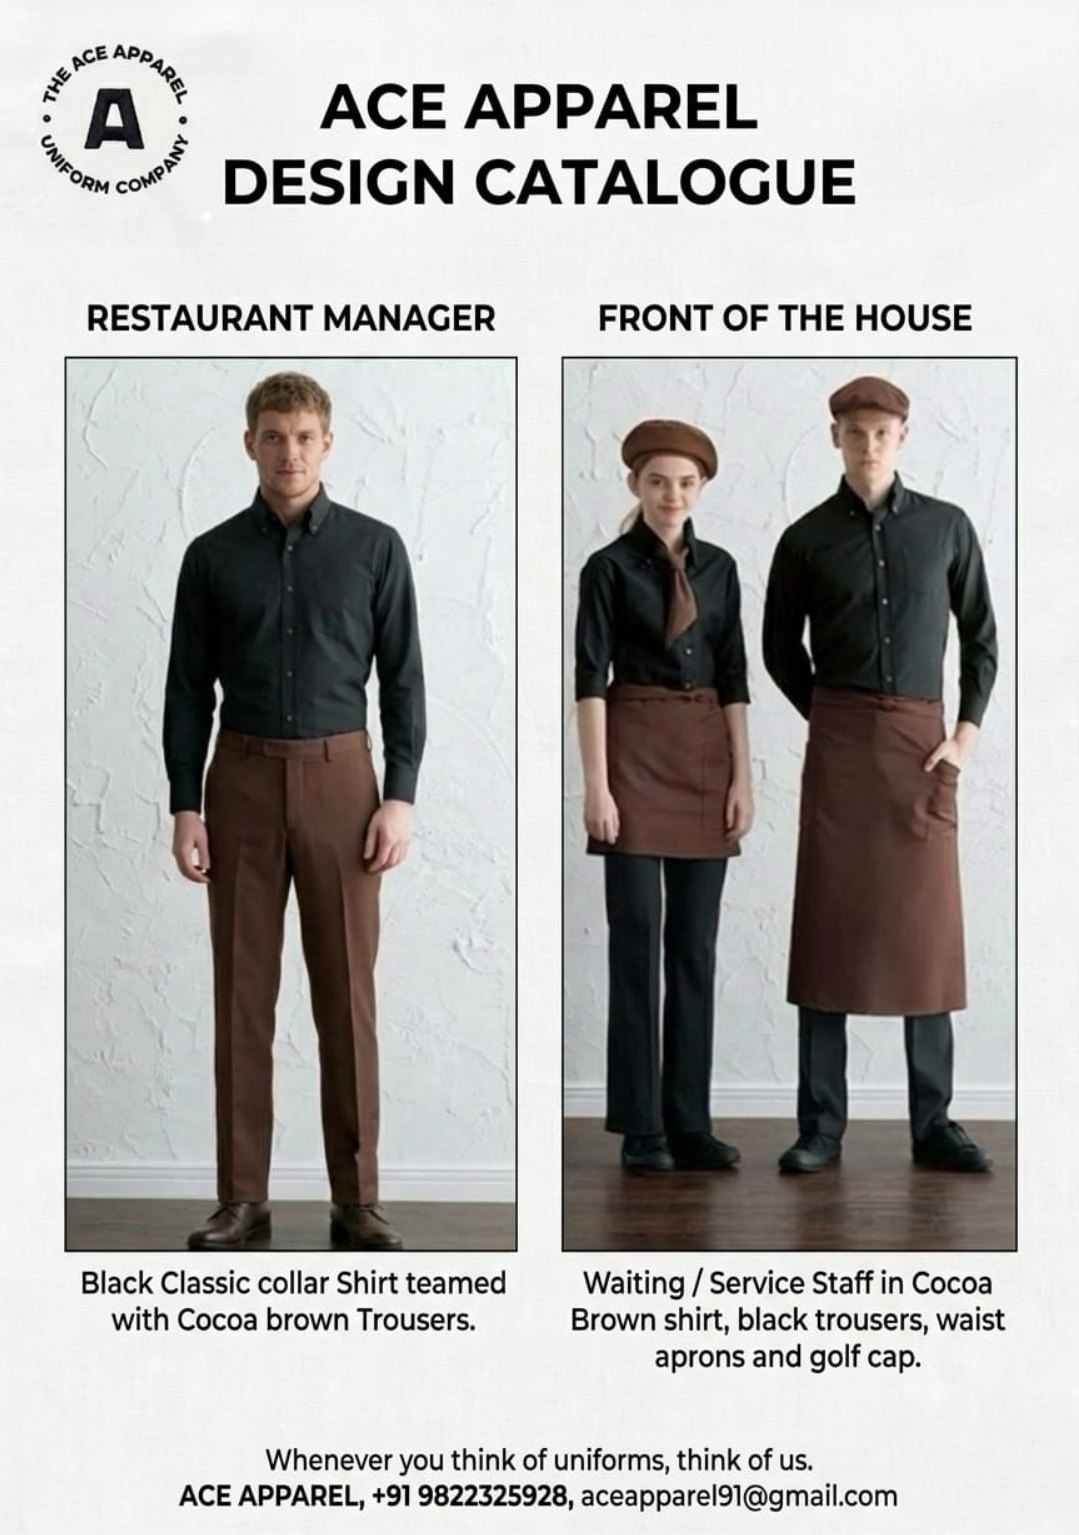 THE ACE APPAREL
A
UNIFORM COMPANY
ACE APPAREL
DESIGN CATALOGUE
RESTAURANT MANAGER
Black Classic collar Shirt teamed
with Cocoa brown Trousers.
FRONT OF THE HOUSE
Waiting / Service Staff in Cocoa
Brown shirt, black trousers, waist
aprons and golf cap.
Whenever you think of uniforms, think of us.
ACE APPAREL, +91 9822325928, aceapparel91@gmail.com